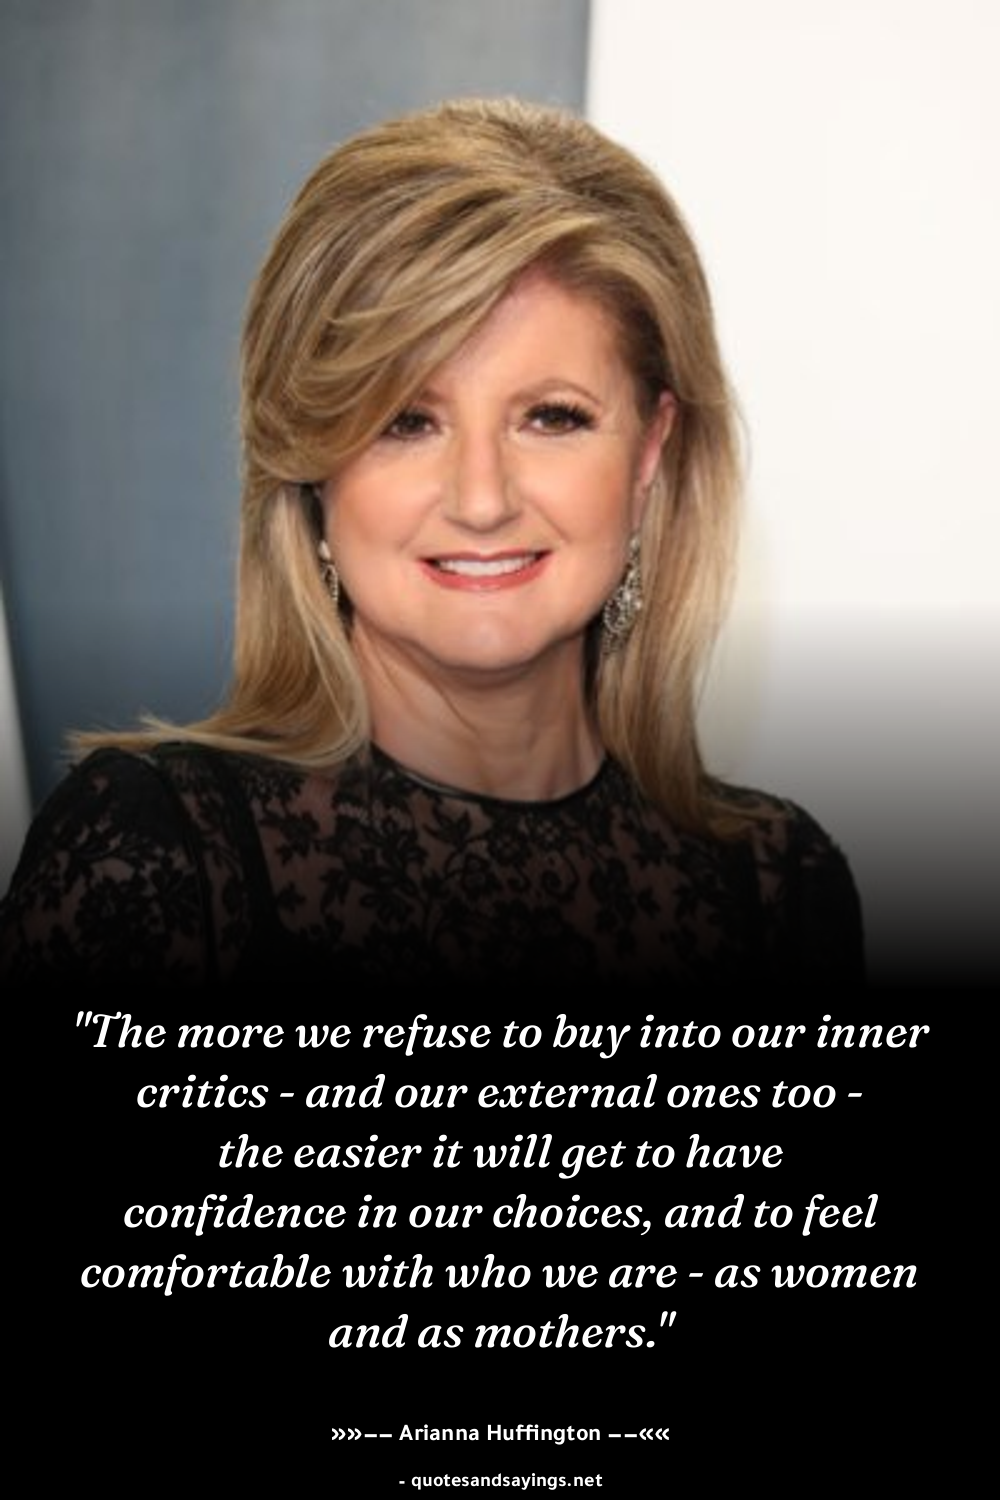 "The more we refuse to buy into our inner
critics - and our external ones too -
the easier it will get to have
confidence in our choices, and to feel
comfortable with who we are - as women
and as mothers."
»»–– Arianna Huffington ––««
- quotesandsayings.net